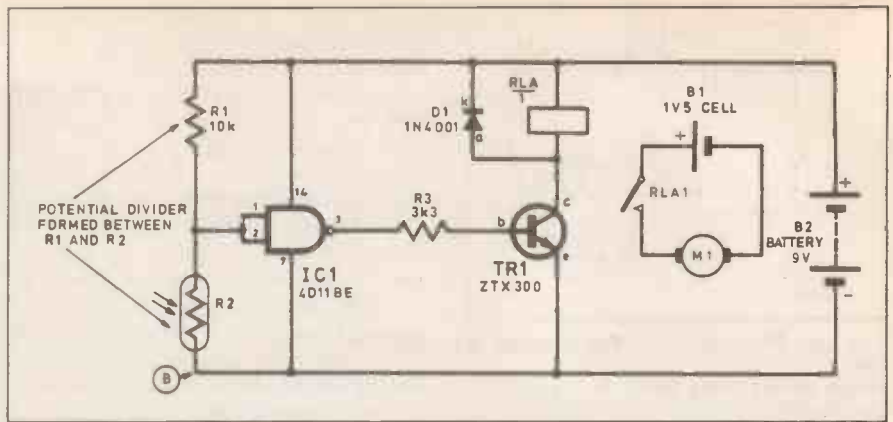 R1
10k
POTENTIAL DIVIDER
FORMED BETWEEN
R1 AND R2
R2
B
14
1
2
3
7
IC1
4D11BE
R3
3k3
D1
1N4001
k
a
RLA
1
b
c
e
TR1
ZTX300
B1
1V5 CELL
+
RLA1
M1
+
B2
BATTERY
9V
-